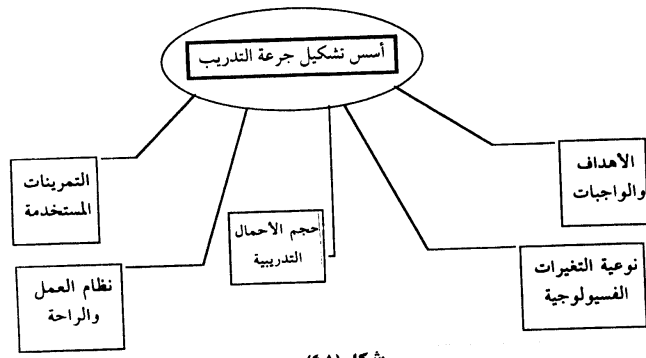 أسس تشكيل جرعة التدريب
الأهداف
والواجبات
نوعية التغيرات
الفسيولوجية
حجم الأحمال
التدريبية
التمرينات
المستخدمة
نظام العمل
والراحة